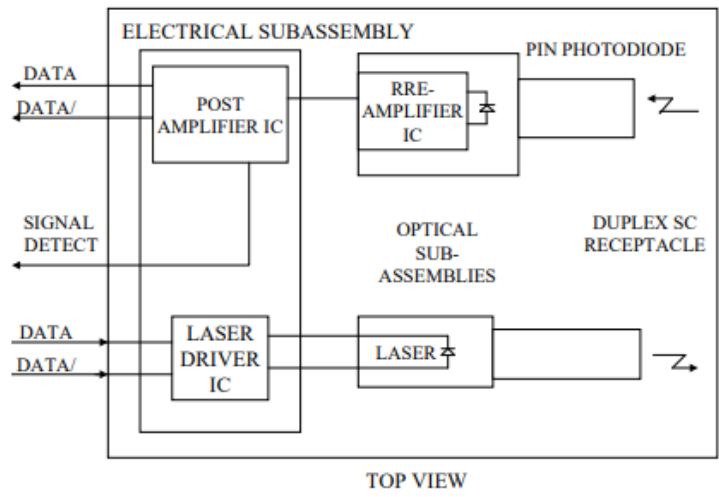 ELECTRICAL SUBASSEMBLY
DATA
DATA/
POST
AMPLIFIER IC
RRE-
AMPLIFIER
IC
PIN PHOTODIODE
SIGNAL
DETECT
OPTICAL
SUB-
ASSEMBLIES
DUPLEX SC
RECEPTACLE
DATA
DATA/
LASER
DRIVER
IC
LASER
TOP VIEW